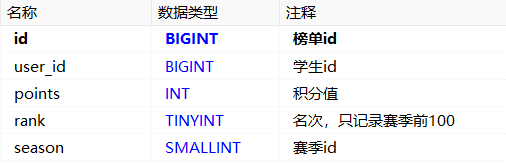 名称 数据类型 注释
id BIGINT 榜单id
user_id BIGINT 学生id
points INT 积分值
rank TINYINT 名次，只记录赛季前100
season SMALLINT 赛季id